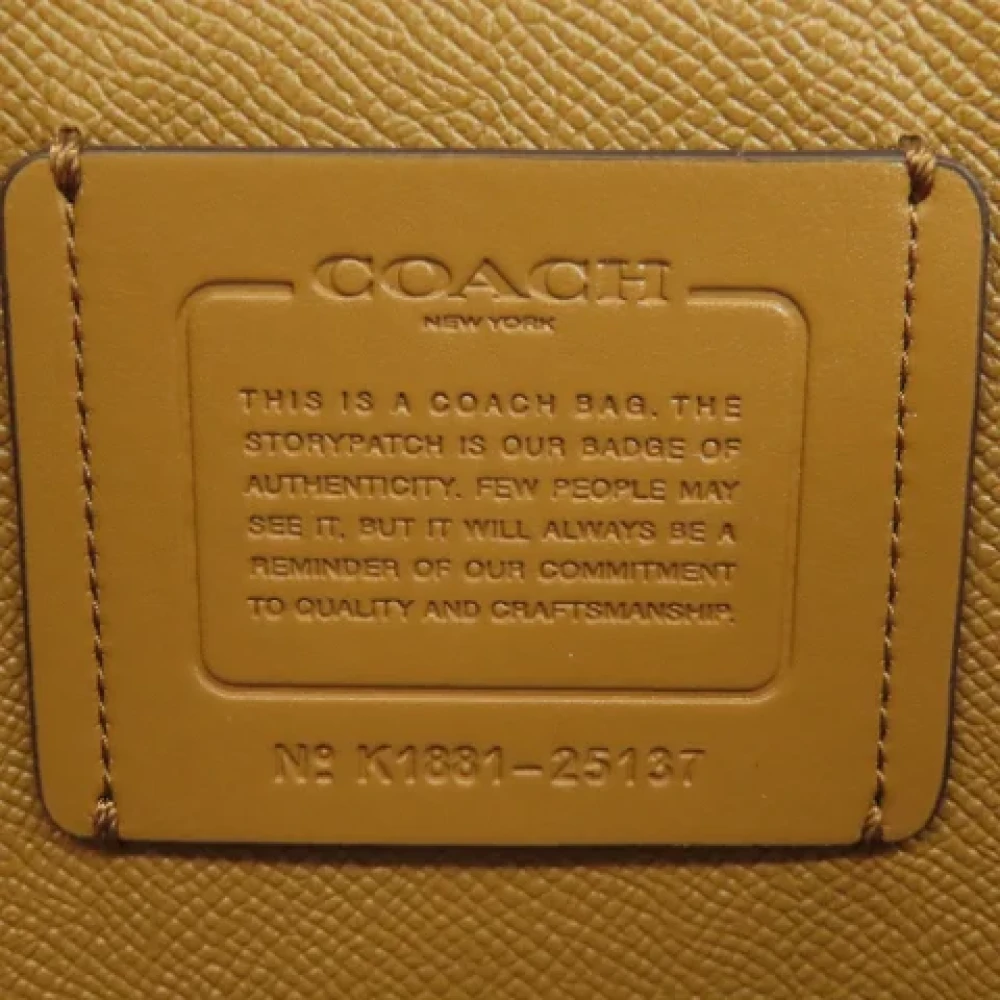 COACH
NEW YORK
THIS IS A COACH BAG. THE
STORYPATCH IS OUR BADGE OF
AUTHENTICITY. FEW PEOPLE MAY
SEE IT, BUT IT WILL ALWAYS BE A
REMINDER OF OUR COMMITMENT
TO QUALITY AND CRAFTSMANSHIP.
Nº K1881-25137